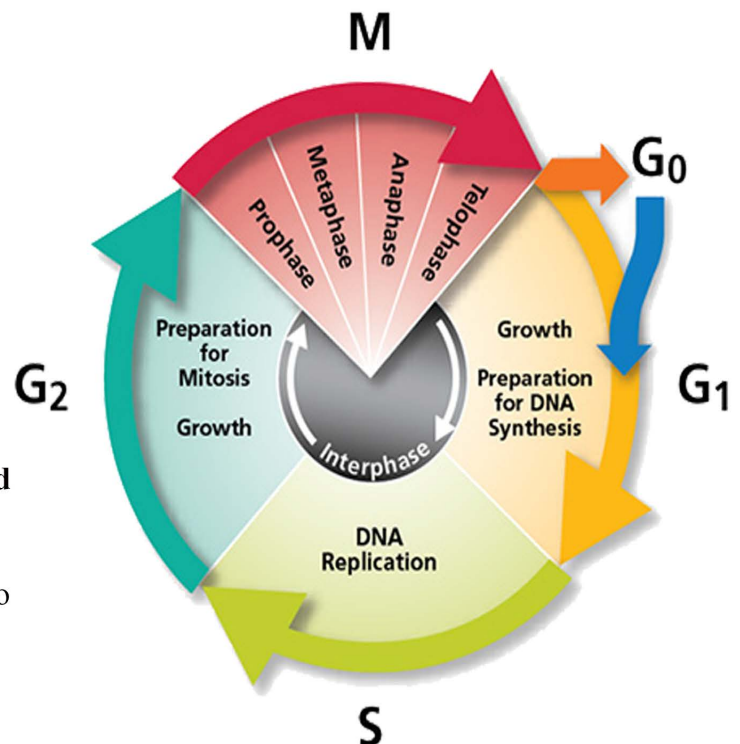 M
G₀
Prophase
Metaphase
Anaphase
Telophase
Preparation
for
Mitosis
Growth
Growth
Preparation
for DNA
Synthesis
G₂
G₁
Interphase
d
DNA
Replication
o
S